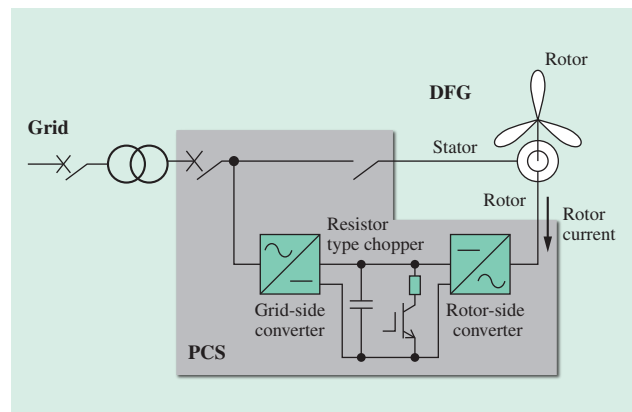 Rotor
DFG
Grid
Stator
Rotor
Rotor
current
Resistor
type chopper
Grid-side
converter
Rotor-side
converter
PCS